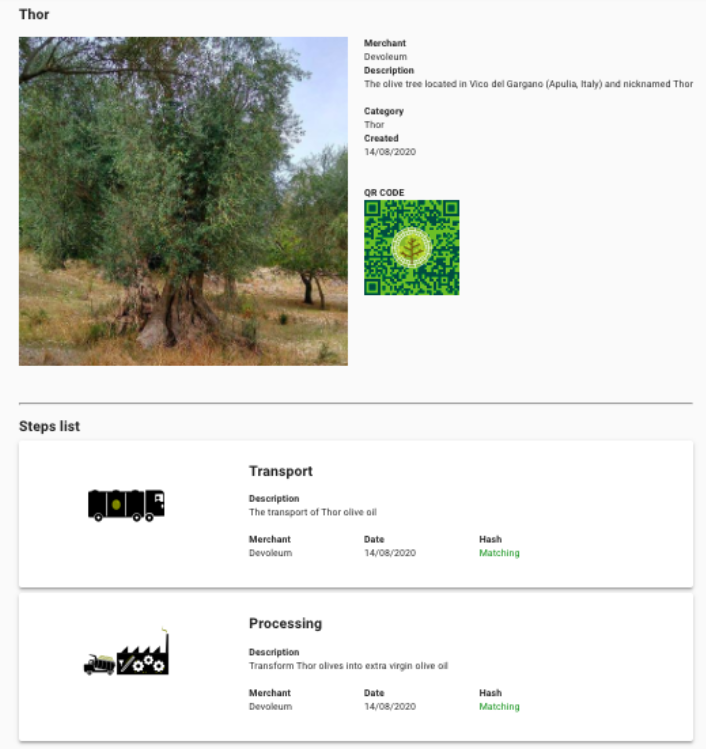 Thor
Merchant
Devoleum
Description
The olive tree located in Vico del Gargano (Apulia, Italy) and nicknamed Thor
Category
Thor
Created
14/08/2020
QR CODE
Steps list
Transport
Description
The transport of Thor olive oil
Merchant Date Hash
Devoleum 14/08/2020 Matching
Processing
Description
Transform Thor olives into extra virgin olive oil
Merchant Date Hash
Devoleum 14/08/2020 Matching